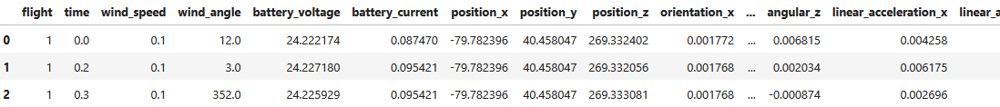 flight time wind_speed wind_angle battery_voltage battery_current position_x position_y position_z orientation_x ... angular_z linear_acceleration_x linear_a
0 1 0.0 0.1 12.0 24.222174 0.087470 -79.782396 40.458047 269.332402 0.001772 ... 0.006815 0.004258
1 1 0.2 0.1 3.0 24.227180 0.095421 -79.782396 40.458047 269.332056 0.001768 ... 0.002034 0.006175
2 1 0.3 0.1 352.0 24.225929 0.095421 -79.782396 40.458047 269.333081 0.001768 ... -0.000874 0.002696